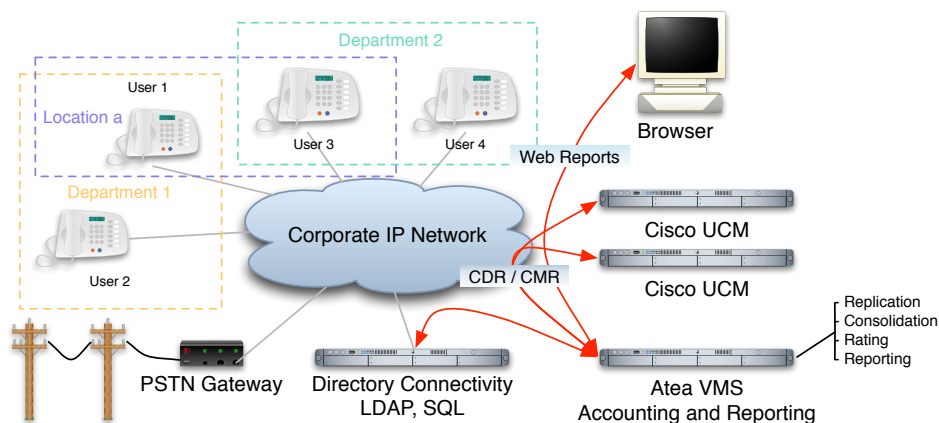 Department 2
User 1
Location a
User 3
User 4
Department 1
User 2
Browser
Web Reports
Corporate IP Network
Cisco UCM
CDR / CMR
Cisco UCM
PSTN Gateway
Directory Connectivity
LDAP, SQL
Atea VMS
Accounting and Reporting
Replication
Consolidation
Rating
Reporting